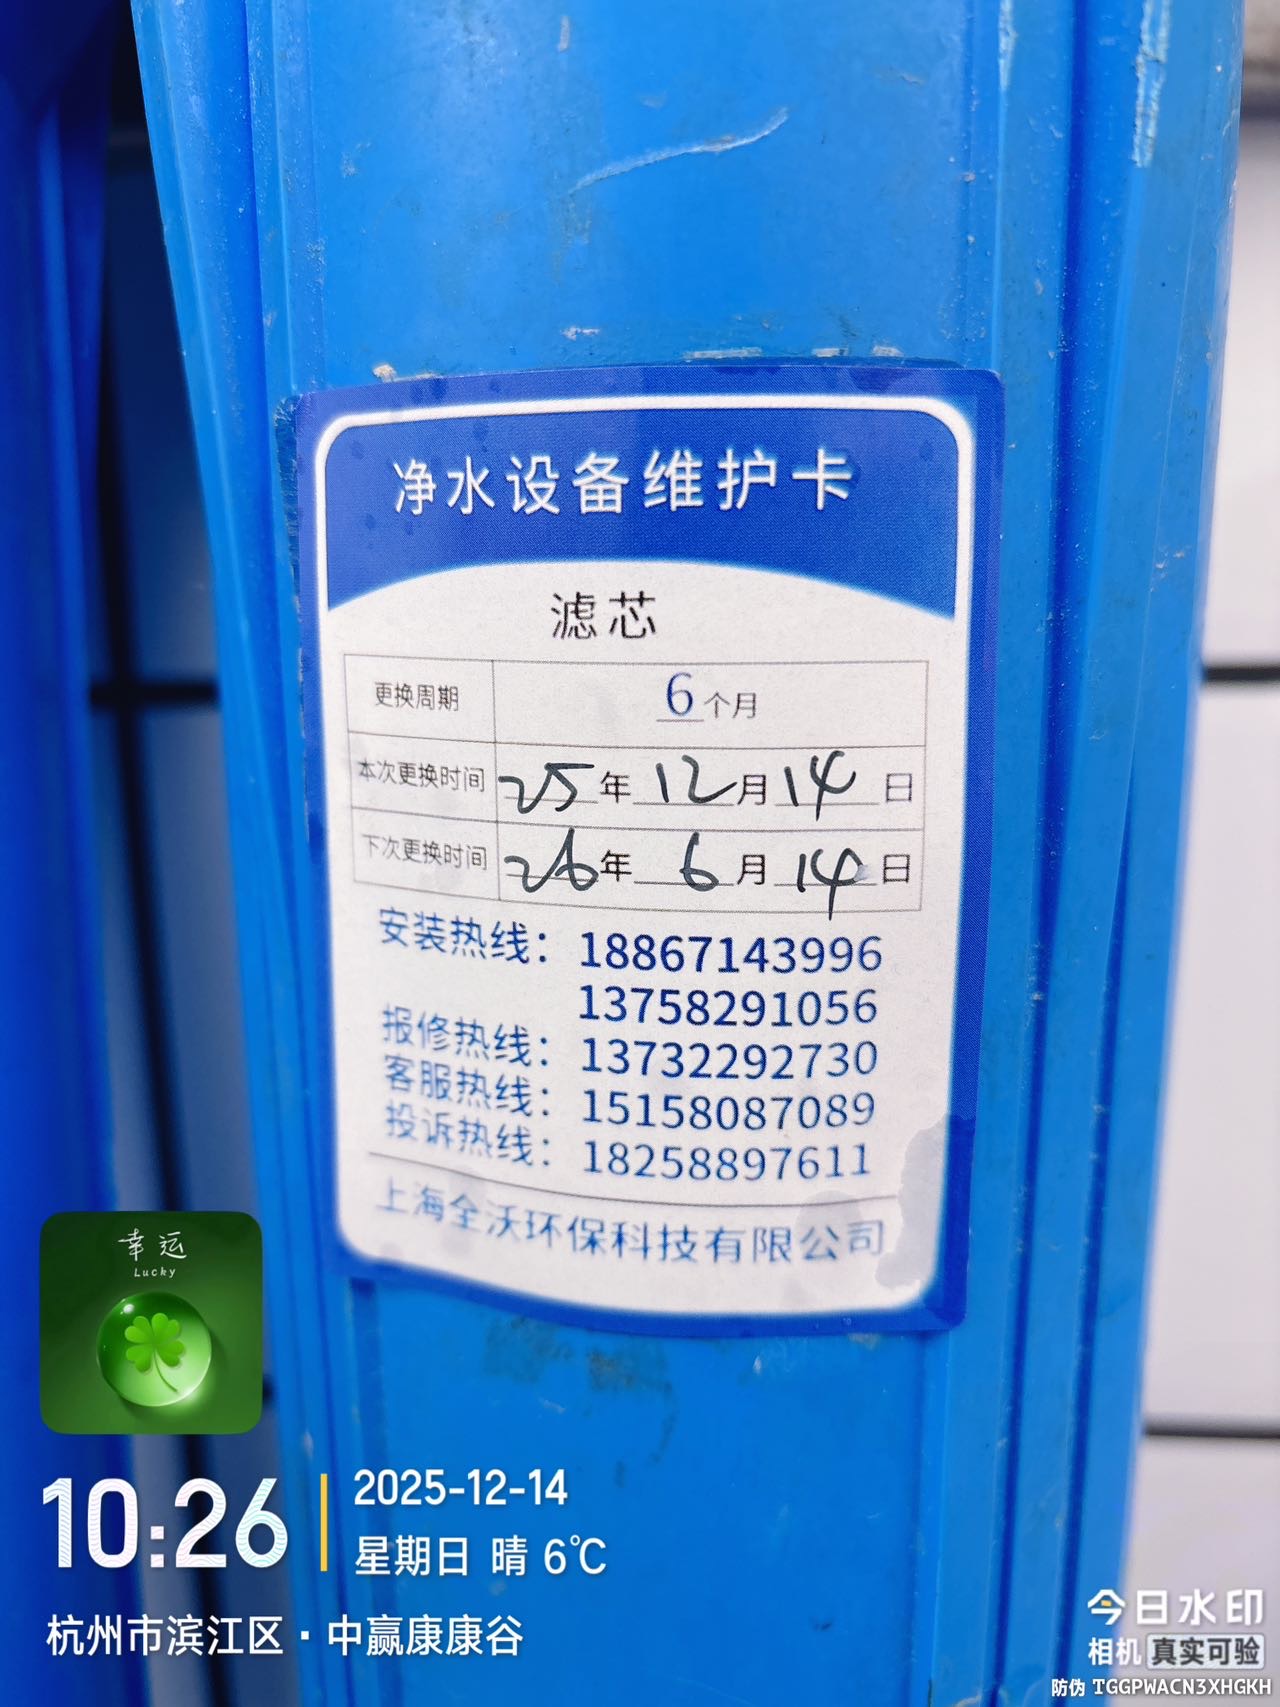 净水设备维护卡
滤芯
更换周期 6个月
本次更换时间 25年12月14日
下次更换时间 26年6月14日
安装热线：18867143996
13758291056
报修热线：13732292730
客服热线：15158087089
投诉热线：18258897611
上海全沃环保科技有限公司
幸运
Lucky
10:26
2025-12-14
星期日 晴 6℃
杭州市滨江区·中赢康康谷
今日水印
相机 真实可验
防伪 TGGPWACN3XHGKH